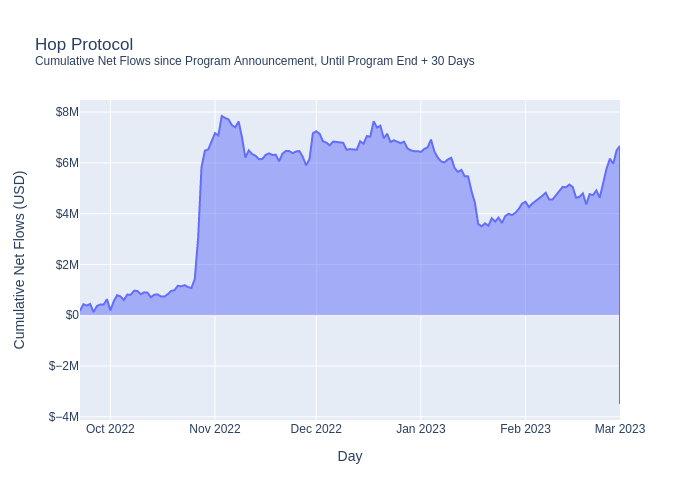 Hop Protocol
Cumulative Net Flows since Program Announcement, Until Program End + 30 Days
Cumulative Net Flows (USD)
$8M
$6M
$4M
$2M
$0
$−2M
$−4M
Oct 2022
Nov 2022
Dec 2022
Jan 2023
Feb 2023
Mar 2023
Day